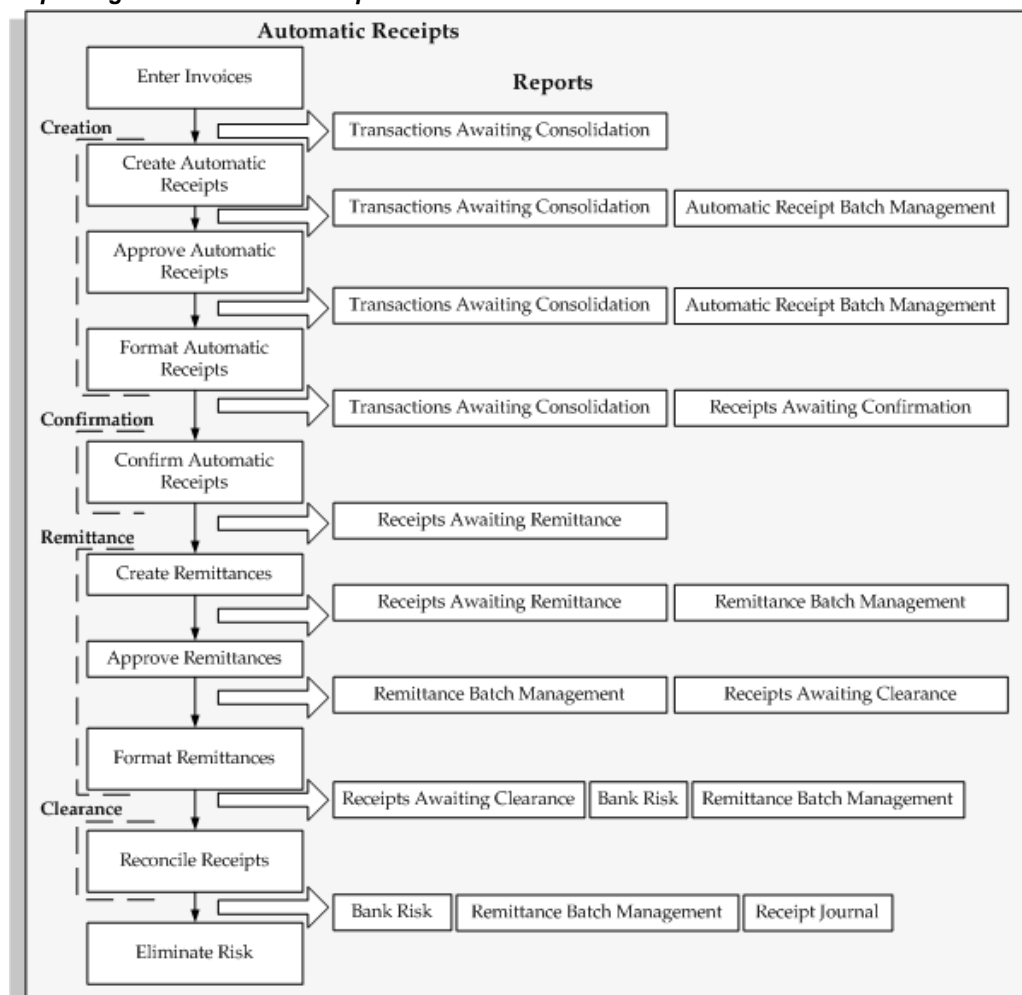 Automatic Receipts
Enter Invoices
Reports
Creation
Transactions Awaiting Consolidation
Create Automatic
Receipts
Transactions Awaiting Consolidation
Automatic Receipt Batch Management
Approve Automatic
Receipts
Transactions Awaiting Consolidation
Automatic Receipt Batch Management
Format Automatic
Receipts
Transactions Awaiting Consolidation
Receipts Awaiting Confirmation
Confirmation
Confirm Automatic
Receipts
Receipts Awaiting Remittance
Remittance
Create Remittances
Receipts Awaiting Remittance
Remittance Batch Management
Approve Remittances
Remittance Batch Management
Receipts Awaiting Clearance
Format Remittances
Receipts Awaiting Clearance
Bank Risk
Remittance Batch Management
Clearance
Reconcile Receipts
Bank Risk
Remittance Batch Management
Receipt Journal
Eliminate Risk